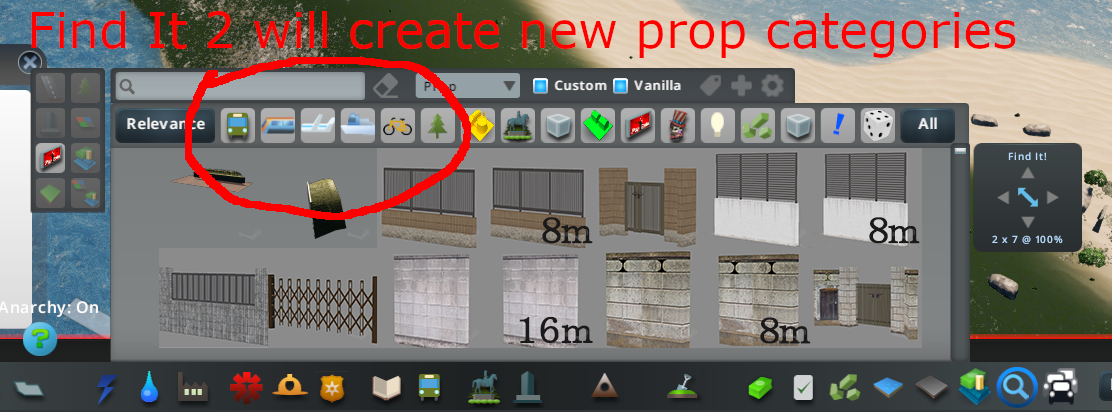 Find It 2 will create new prop categories
Prop
Custom
Vanilla
Relevance
All
Find It!
8m
8m
2 x 7 @ 100%
Anarchy: On
16m
8m
?